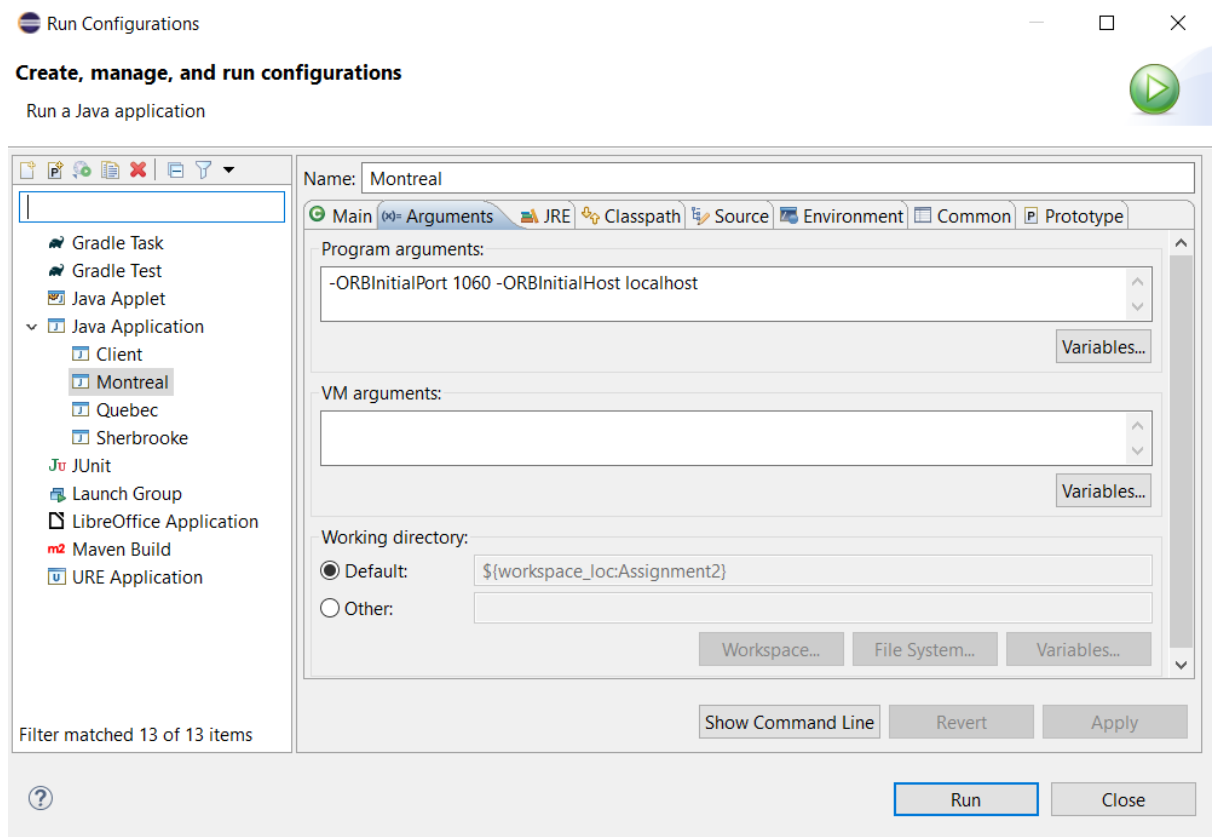 Run Configurations
Create, manage, and run configurations
Run a Java application
Name: Montreal
Main (x)= Arguments JRE Classpath Source Environment Common P Prototype
Gradle Task
Gradle Test
Java Applet
Java Application
Client
Montreal
Quebec
Sherbrooke
Ju JUnit
Launch Group
LibreOffice Application
m2 Maven Build
URE Application
Filter matched 13 of 13 items
Program arguments:
-ORBInitialPort 1060 -ORBInitialHost localhost
Variables...
VM arguments:
Variables...
Working directory:
Default: ${workspace_loc:Assignment2}
Other:
Workspace... File System... Variables...
Show Command Line Revert Apply
? Run Close